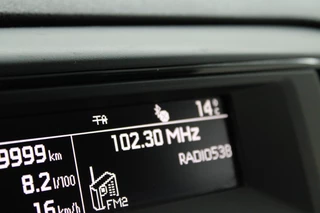 TA 14°C
102.30 MHz
9999 km
RADIO538
8.2 l/100
FM2
16 km/h